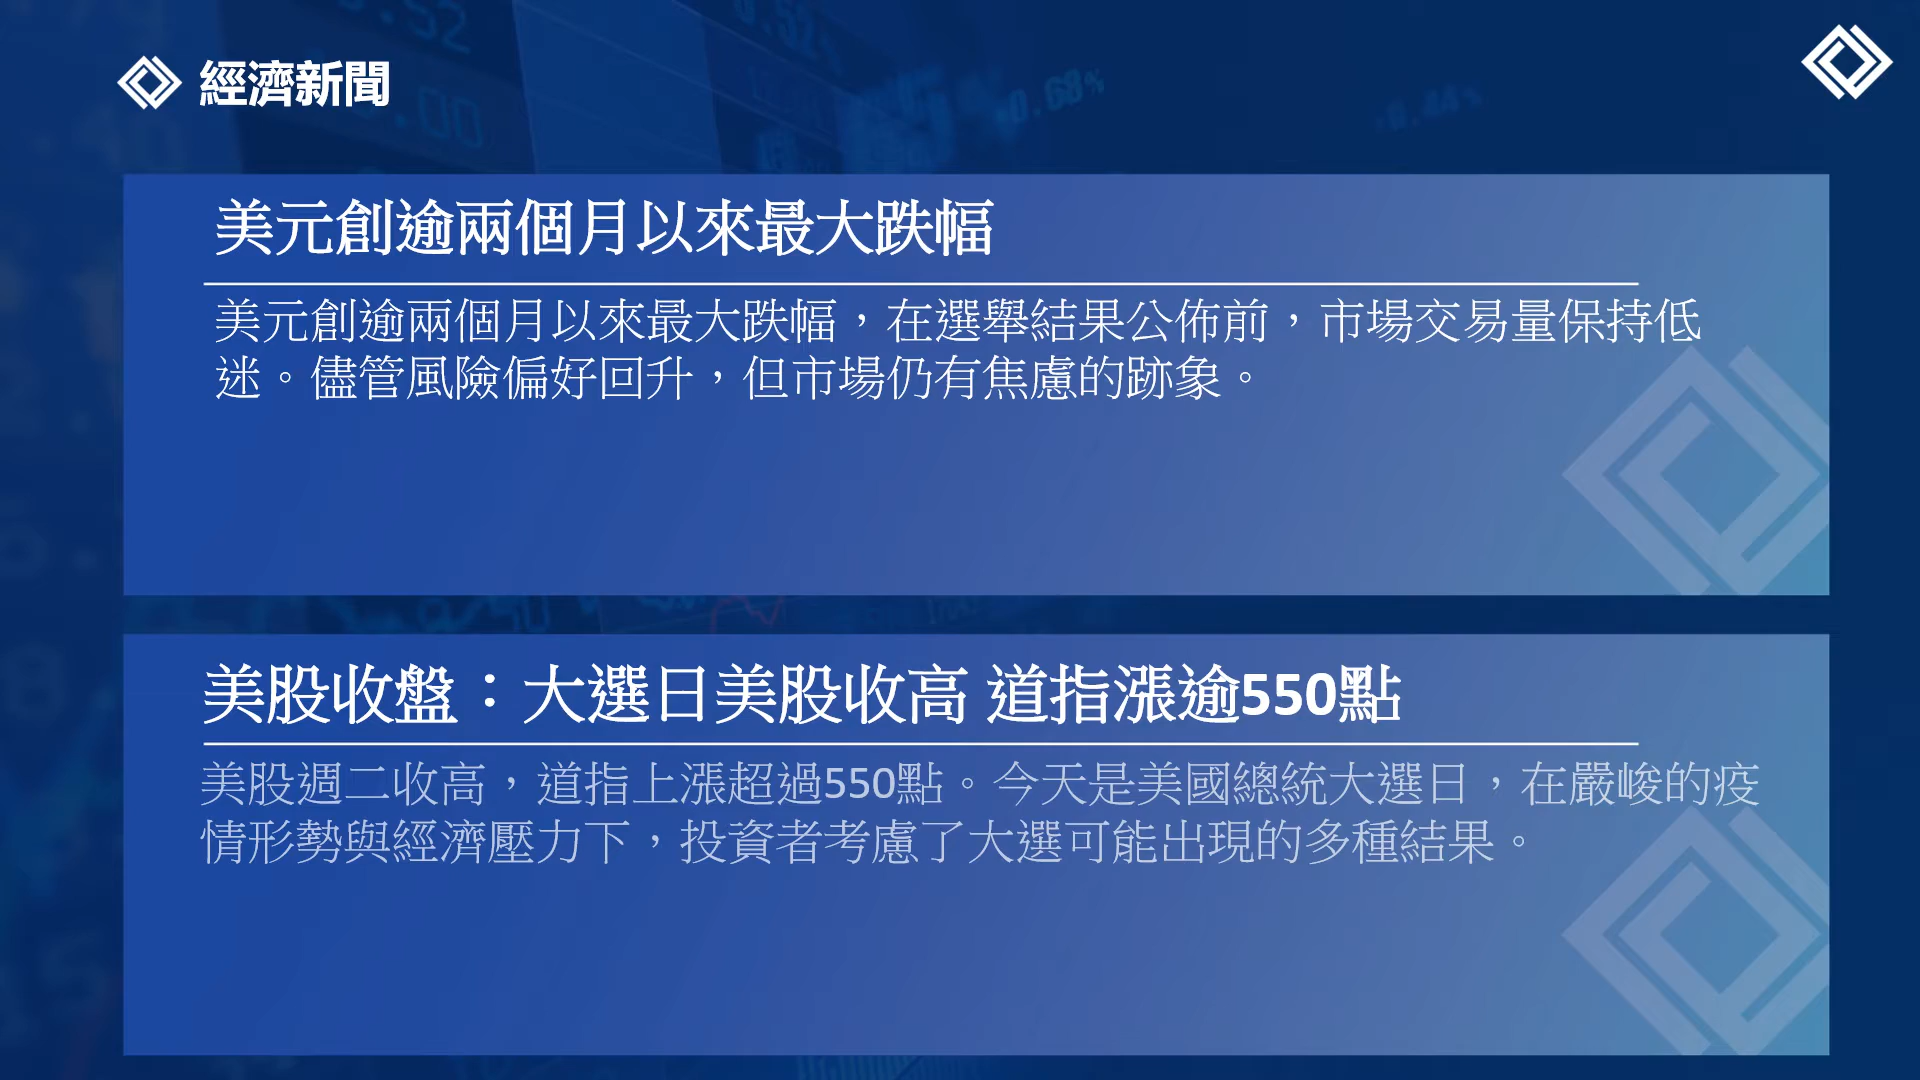 經濟新聞
美元創逾兩個月以來最大跌幅
美元創逾兩個月以來最大跌幅，在選舉結果公佈前，市場交易量保持低
迷。儘管風險偏好回升，但市場仍有焦慮的跡象。
美股收盤：大選日美股收高 道指漲逾550點
美股週二收高，道指上漲超過550點。今天是美國總統大選日，在嚴峻的疫
情形勢與經濟壓力下，投資者考慮了大選可能出現的多種結果。